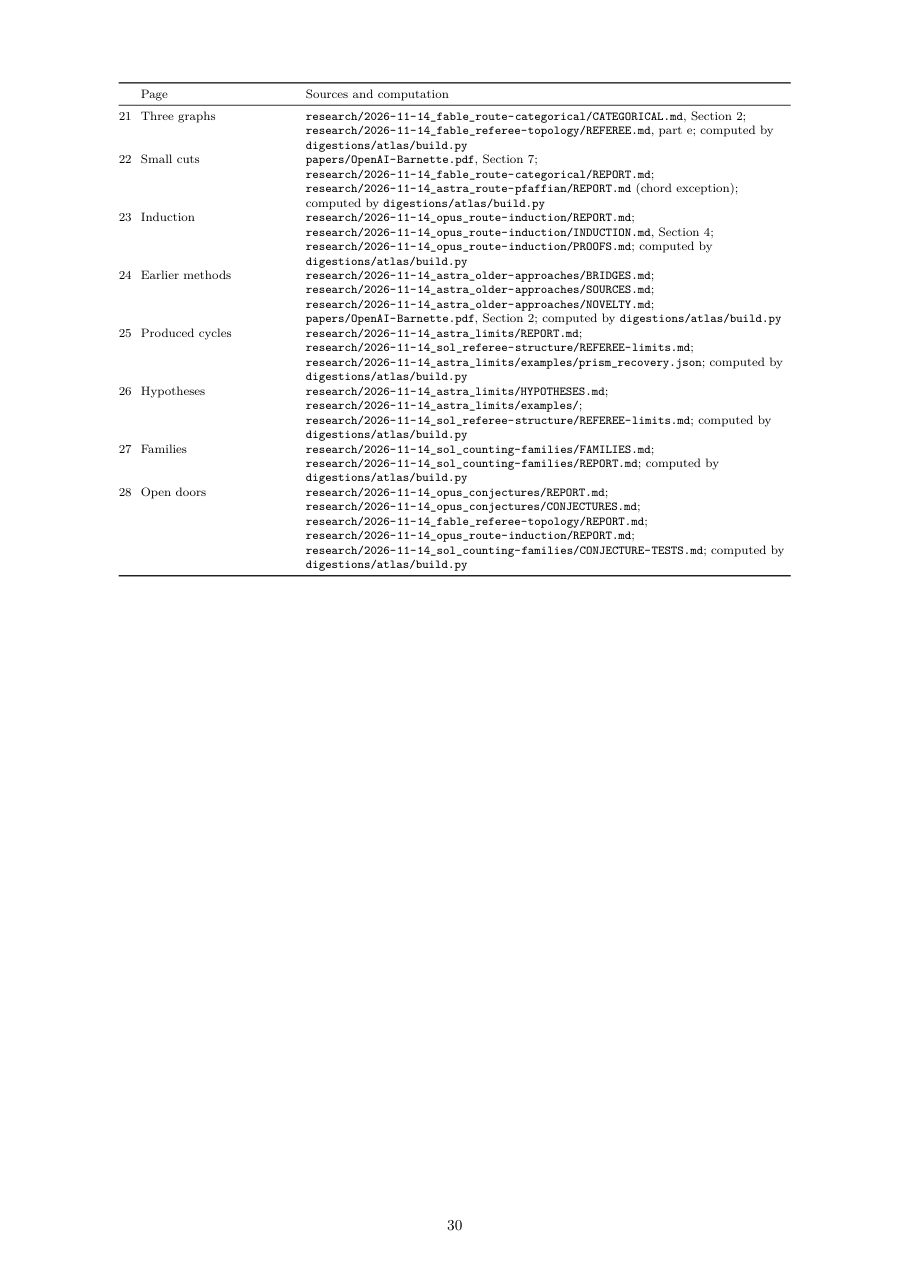 Page Sources and computation
21 Three graphs research/2026-11-14_fable_route-categorical/CATEGORICAL.md, Section 2;
research/2026-11-14_fable_referee-topology/REFEREE.md, part e; computed by
digestions/atlas/build.py
22 Small cuts papers/OpenAI-Barnette.pdf, Section 7;
research/2026-11-14_fable_route-categorical/REPORT.md;
research/2026-11-14_astra_route-pfaffian/REPORT.md (chord exception);
computed by digestions/atlas/build.py
23 Induction research/2026-11-14_opus_route-induction/REPORT.md;
research/2026-11-14_opus_route-induction/INDUCTION.md, Section 4;
research/2026-11-14_opus_route-induction/PROOFS.md; computed by
digestions/atlas/build.py
24 Earlier methods research/2026-11-14_astra_older-approaches/BRIDGES.md;
research/2026-11-14_astra_older-approaches/SOURCES.md;
research/2026-11-14_astra_older-approaches/NOVELTY.md;
papers/OpenAI-Barnette.pdf, Section 2; computed by digestions/atlas/build.py
25 Produced cycles research/2026-11-14_astra_limits/REPORT.md;
research/2026-11-14_sol_referee-structure/REFEREE-limits.md;
research/2026-11-14_astra_limits/examples/prism_recovery.json; computed by
digestions/atlas/build.py
26 Hypotheses research/2026-11-14_astra_limits/HYPOTHESES.md;
research/2026-11-14_astra_limits/examples/;
research/2026-11-14_sol_referee-structure/REFEREE-limits.md; computed by
digestions/atlas/build.py
27 Families research/2026-11-14_sol_counting-families/FAMILIES.md;
research/2026-11-14_sol_counting-families/REPORT.md; computed by
digestions/atlas/build.py
28 Open doors research/2026-11-14_opus_conjectures/REPORT.md;
research/2026-11-14_opus_conjectures/CONJECTURES.md;
research/2026-11-14_fable_referee-topology/REPORT.md;
research/2026-11-14_opus_route-induction/REPORT.md;
research/2026-11-14_sol_counting-families/CONJECTURE-TESTS.md; computed by
digestions/atlas/build.py
30